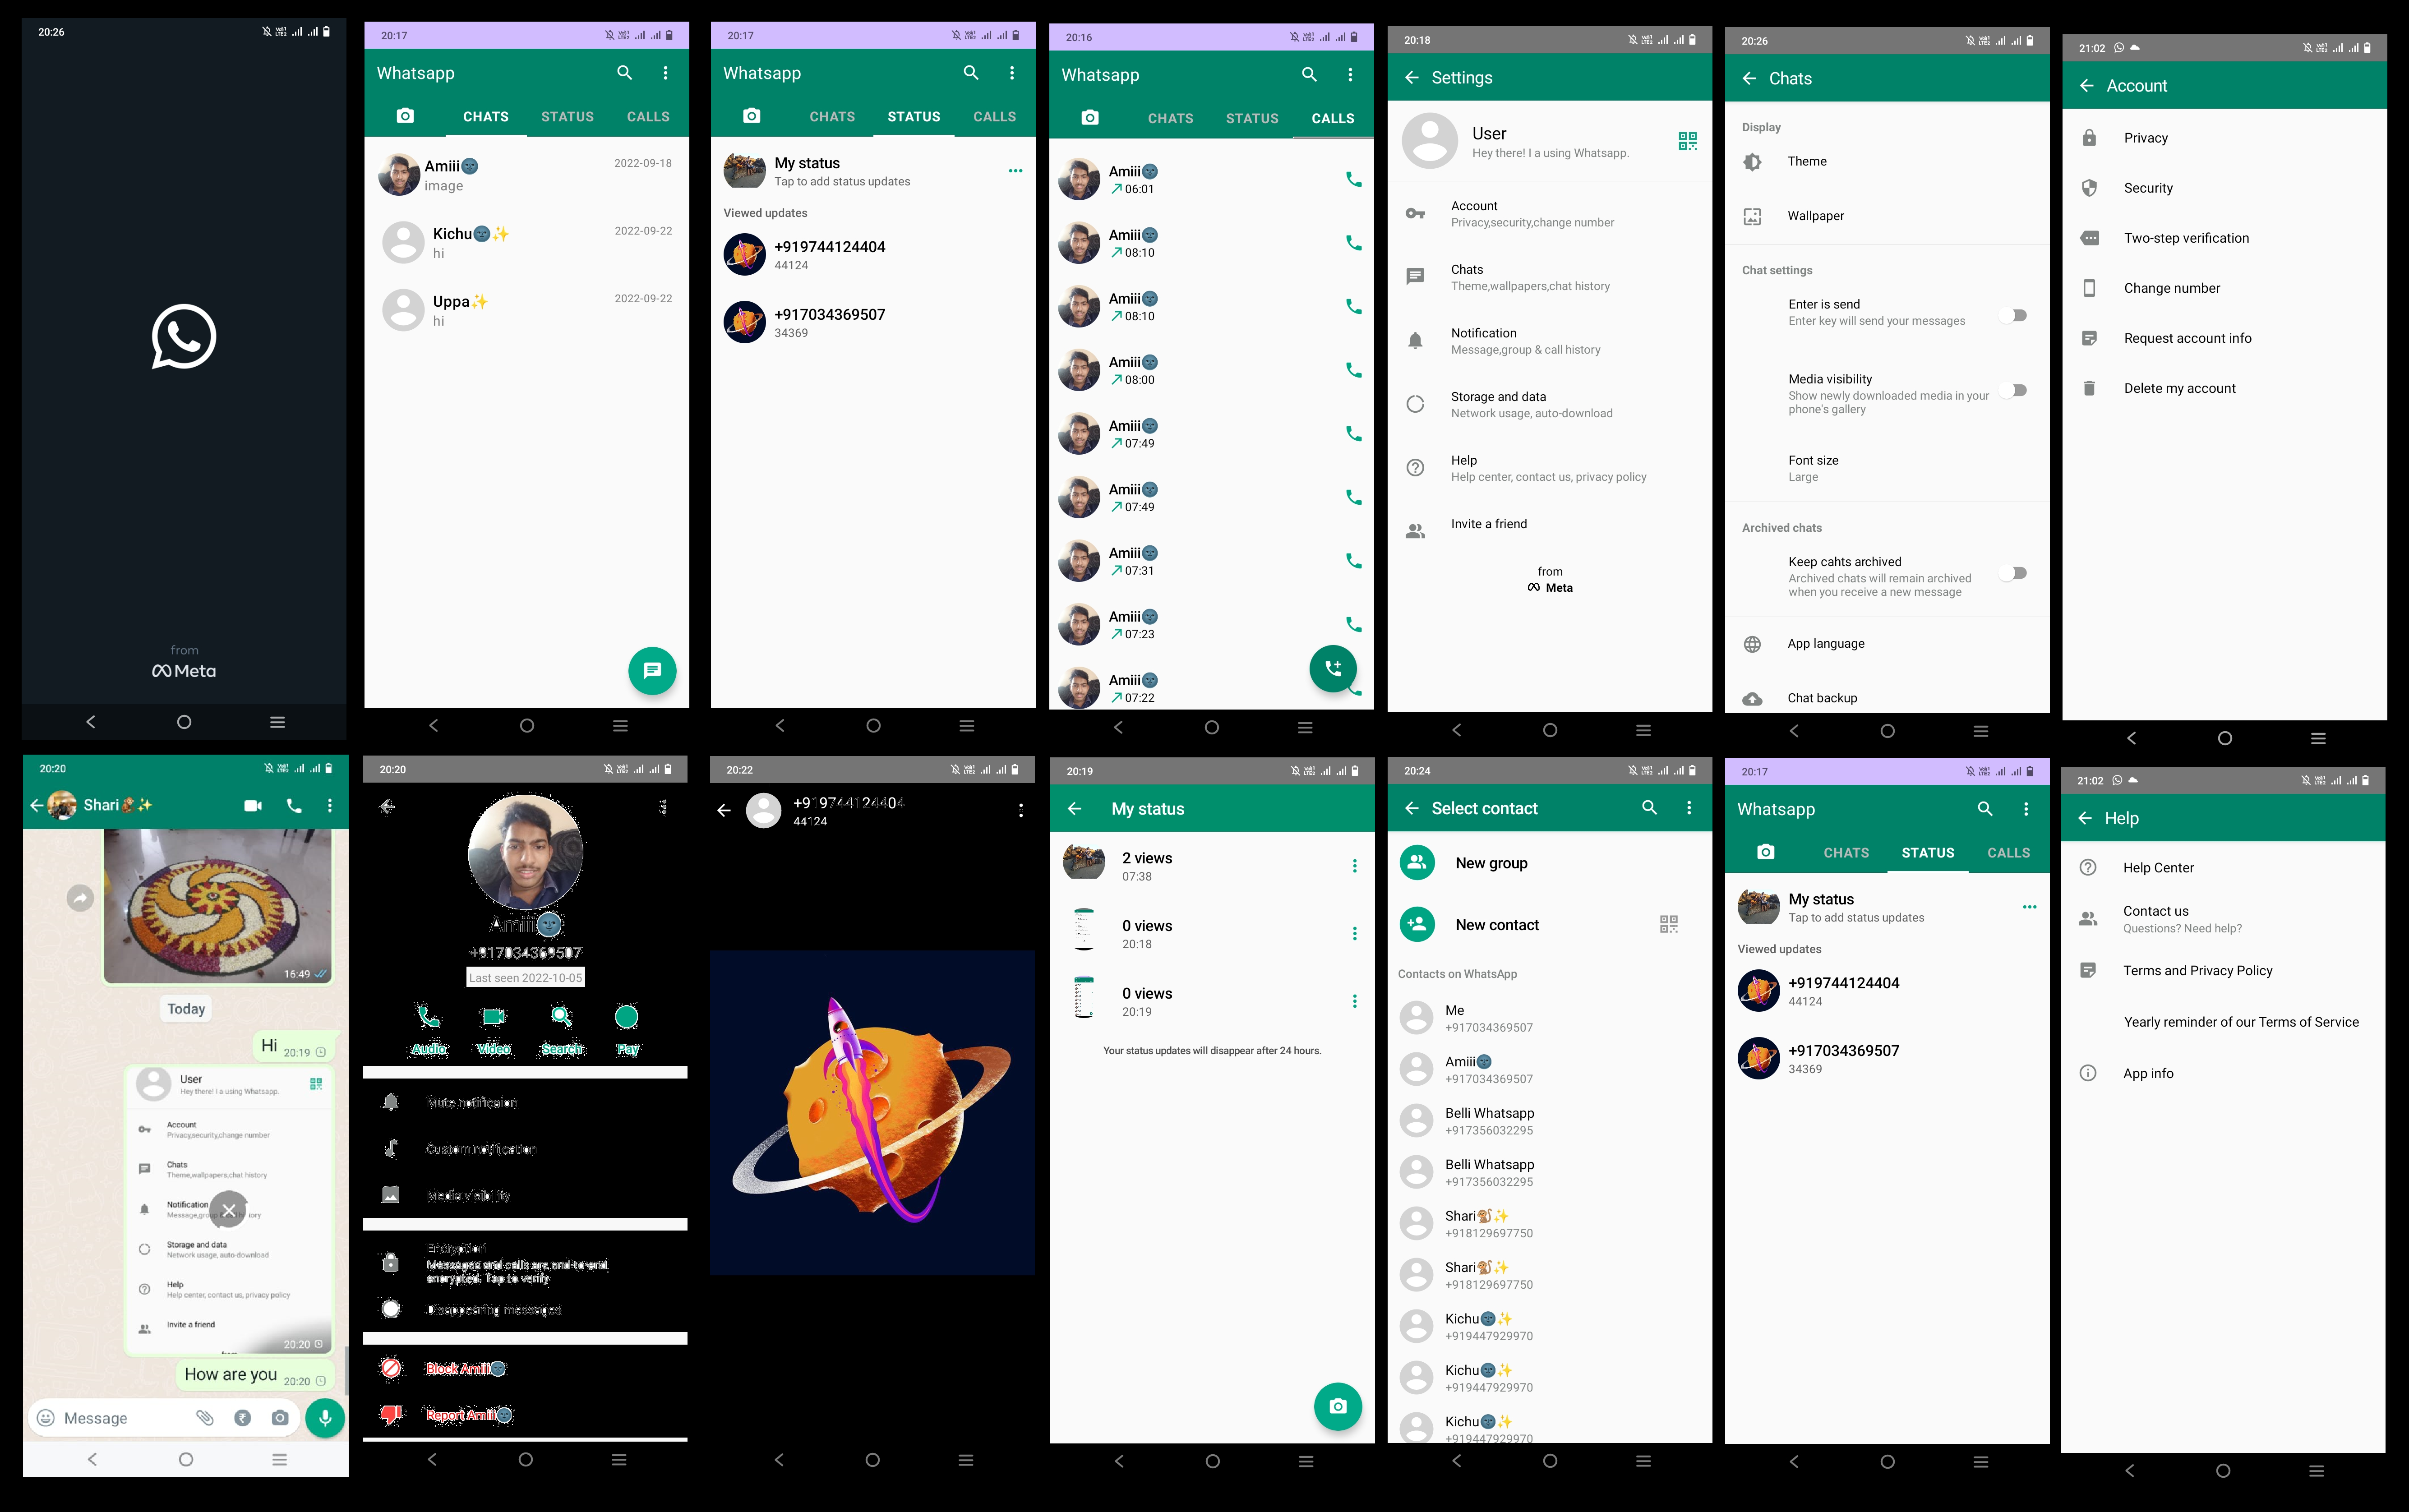 20:26
from
Meta
20:17
Whatsapp
CHATS
STATUS
CALLS
Amiii🌚
2022-09-18
image
Kichu🌚✨
2022-09-22
hi
Uppa✨
2022-09-22
hi
20:17
Whatsapp
CHATS
STATUS
CALLS
My status
Tap to add status updates
Viewed updates
+919744124404
44124
+917034369507
34369
20:16
Whatsapp
CHATS
STATUS
CALLS
Amiii🌚
06:01
Amiii🌚
08:10
Amiii🌚
08:10
Amiii🌚
08:00
Amiii🌚
07:49
Amiii🌚
07:49
Amiii🌚
07:31
Amiii🌚
07:23
Amiii🌚
07:22
20:18
Settings
User
Hey there! I a using Whatsapp.
Account
Privacy,security,change number
Chats
Theme,wallpapers,chat history
Notification
Message,group & call history
Storage and data
Network usage, auto-download
Help
Help center, contact us, privacy policy
Invite a friend
from
Meta
20:26
Chats
Display
Theme
Wallpaper
Chat settings
Enter is send
Enter key will send your messages
Media visibility
Show newly downloaded media in your
phone's gallery
Font size
Large
Archived chats
Keep cahts archived
Archived chats will remain archived
when you receive a new message
App language
Chat backup
21:02
Account
Privacy
Security
Two-step verification
Change number
Request account info
Delete my account
20:20
Shari🐒✨
16:49
Today
Hi 20:19
User
Hey there! I a using Whatsapp.
Account
Privacy,security,change number
Chats
Theme,wallpapers,chat history
Notification
Storage and data
Network usage, auto-download
Help
Help center, contact us, privacy policy
Invite a friend
20:20
How are you 20:20
Message
20:20
Amiii🌚
+917034369507
Last seen 2022-10-05
Audio
Video
Search
Pay
Mute notification
Custom notification
Media visibility
Encryption
Messages and calls are end-to-end
encrypted. Tap to verify
Disappearing messages
Block Amiii🌚
Report Amiii🌚
20:22
+919744124404
44124
20:19
My status
2 views
07:38
0 views
20:18
0 views
20:19
Your status updates will disappear after 24 hours.
20:24
Select contact
New group
New contact
Contacts on WhatsApp
Me
+917034369507
Amiii🌚
+917034369507
Belli Whatsapp
+917356032295
Belli Whatsapp
+917356032295
Shari🐒✨
+918129697750
Shari🐒✨
+918129697750
Kichu🌚✨
+919447929970
Kichu🌚✨
+919447929970
Kichu🌚✨
+919447929970
20:17
Whatsapp
CHATS
STATUS
CALLS
My status
Tap to add status updates
Viewed updates
+919744124404
44124
+917034369507
34369
21:02
Help
Help Center
Contact us
Questions? Need help?
Terms and Privacy Policy
Yearly reminder of our Terms of Service
App info